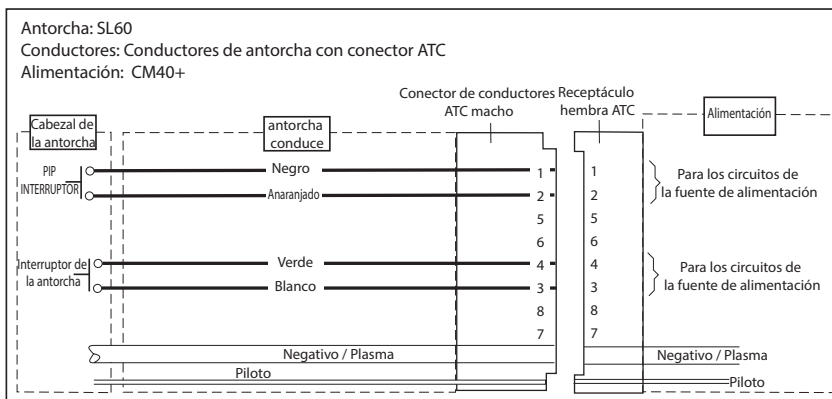 Antorcha: SL60
Conductores: Conductores de antorcha con conector ATC
Alimentación: CM40+
Conector de conductores
ATC macho
Receptáculo
hembra ATC
Alimentación
Cabezal de
la antorcha
antorcha
conduce
PIP
INTERRUPTOR
Negro
Anaranjado
1
2
5
6
4
3
8
7
1
2
5
6
4
3
8
7
Para los circuitos de
la fuente de alimentación
Interruptor de
la antorcha
Verde
Blanco
Para los circuitos de
la fuente de alimentación
Negativo / Plasma
Negativo / Plasma
Piloto
Piloto